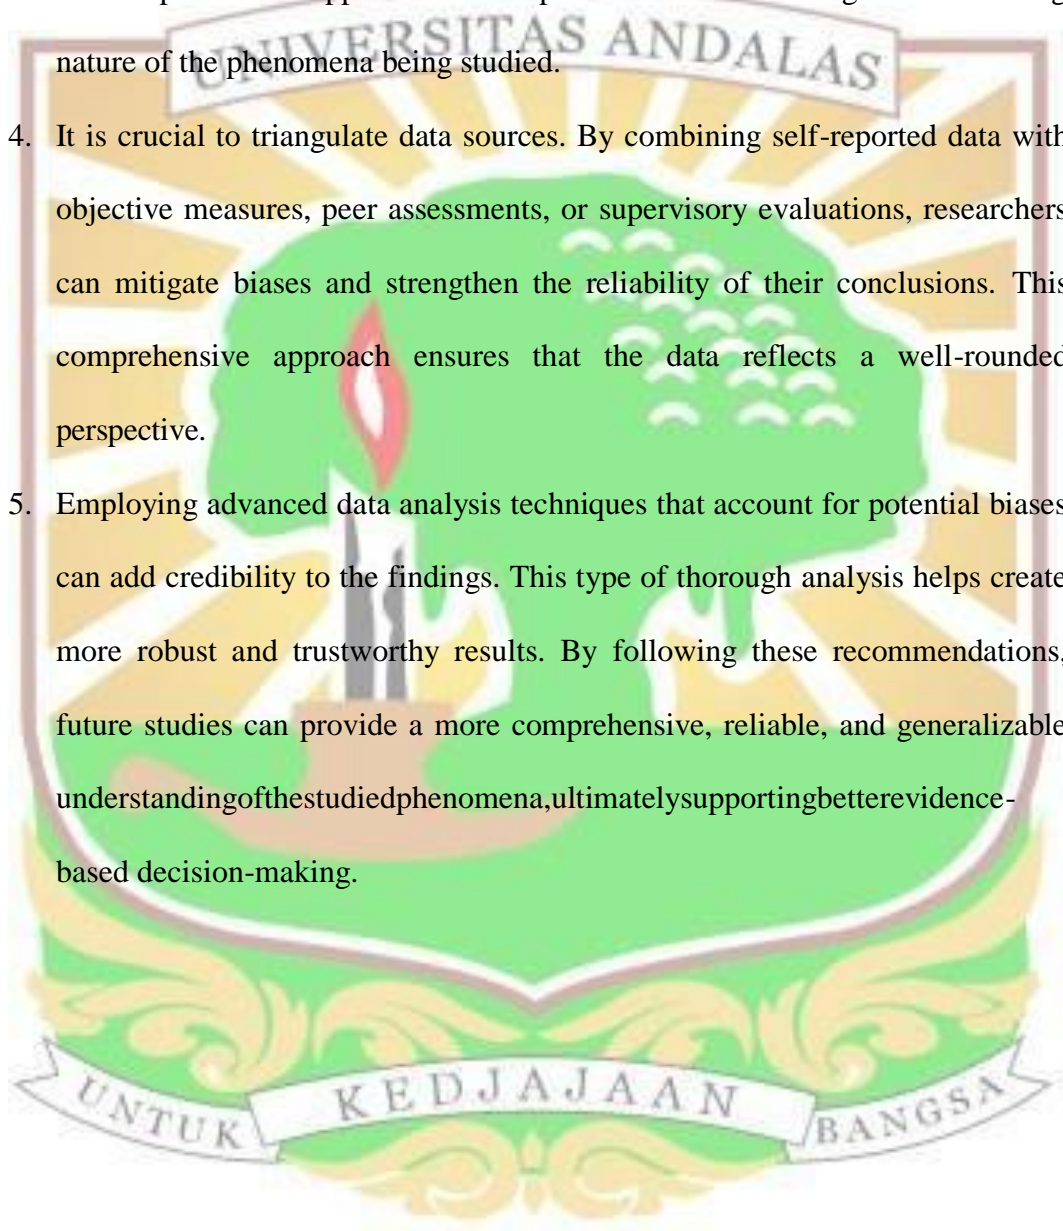 UNIVERSITAS ANDALAS
nature of the phenomena being studied.
4. It is crucial to triangulate data sources. By combining self-reported data with
objective measures, peer assessments, or supervisory evaluations, researchers
can mitigate biases and strengthen the reliability of their conclusions. This
comprehensive approach ensures that the data reflects a well-rounded
perspective.
5. Employing advanced data analysis techniques that account for potential biases
can add credibility to the findings. This type of thorough analysis helps create
more robust and trustworthy results. By following these recommendations,
future studies can provide a more comprehensive, reliable, and generalizable
understandingofthestudiedphenomena,ultimatelysupportingbetterevidence-
based decision-making.
UNTUK KEDJAJAAN BANGSA